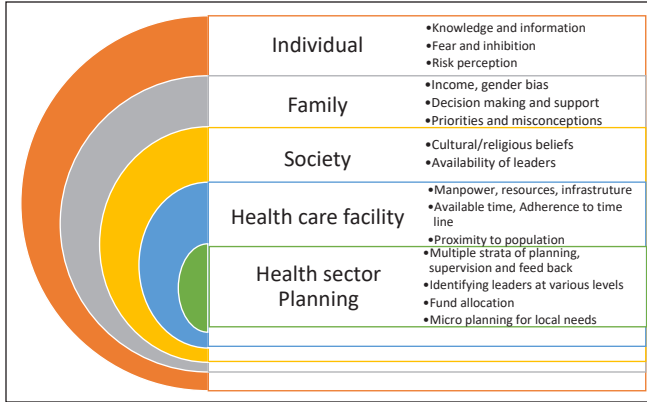 Individual
•Knowledge and information
•Fear and inhibition
•Risk perception
Family
•Income, gender bias
•Decision making and support
•Priorities and misconceptions
Society
•Cultural/religious beliefs
•Availability of leaders
Health care facility
•Manpower, resources, infrastruture
•Available time, Adherence to time
line
•Proximity to population
Health sector
Planning
•Multiple strata of planning,
supervision and feed back
•Identifying leaders at various levels
•Fund allocation
•Micro planning for local needs